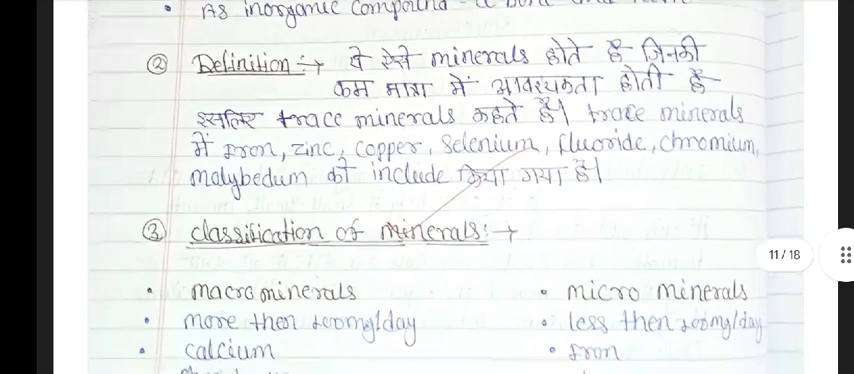 • As inorganic compound
② Definition:→ ये ऐसे minerals होते है जिनकी
कम मात्रा में आवश्यकता होती है
इसलिए trace minerals कहते है। trace minerals
में Iron, zinc, copper, selenium, fluoride, chromium,
molybedum को include किया गया है।
③ classification of minerals:→
• macro minerals • micro minerals
• more then 100mg/day • less then 100mg/day
• calcium • Iron
11 / 18